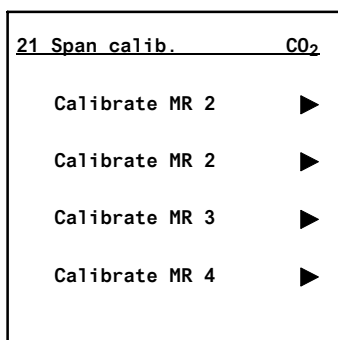 21 Span calib. CO₂
Calibrate MR 2 ▶
Calibrate MR 2 ▶
Calibrate MR 3 ▶
Calibrate MR 4 ▶